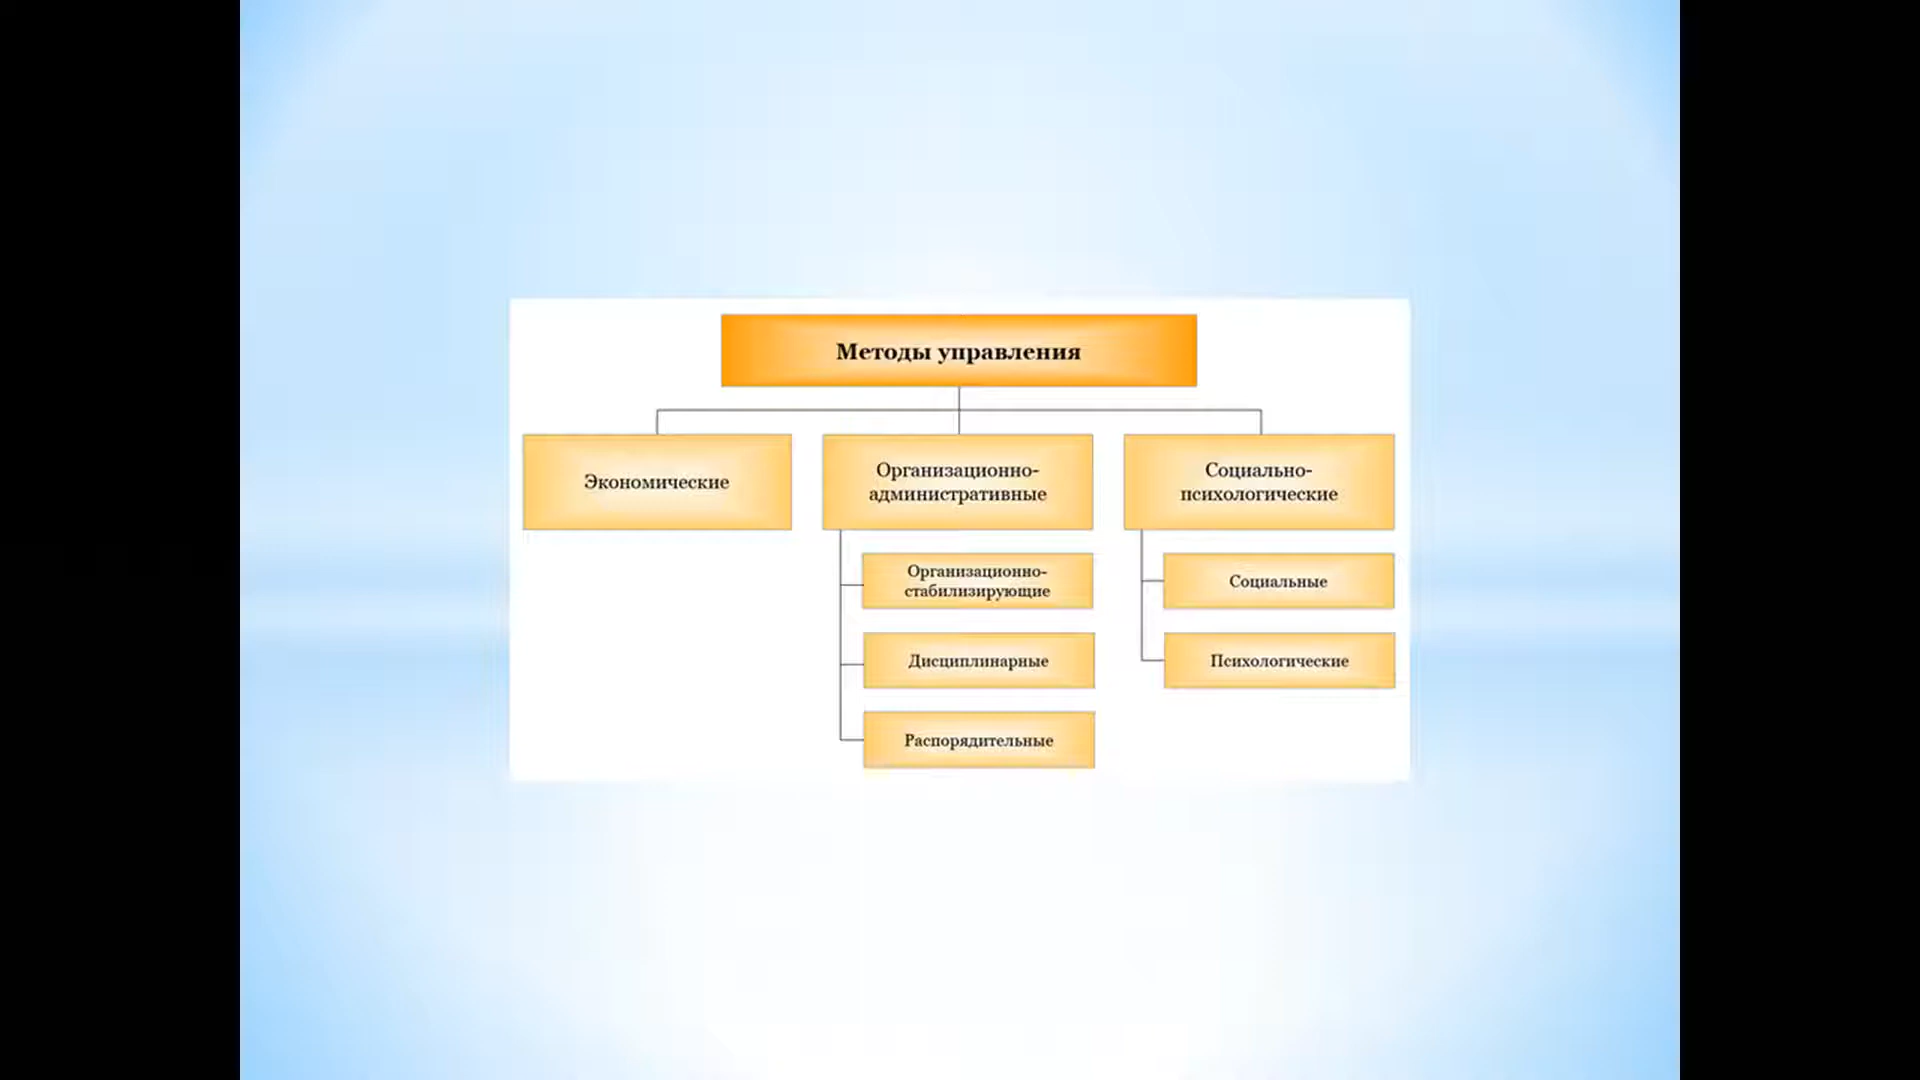 Методы управления
Экономические
Организационно-
административные
Социально-
психологические
Организационно-
стабилизирующие
Социальные
Дисциплинарные
Психологические
Распорядительные